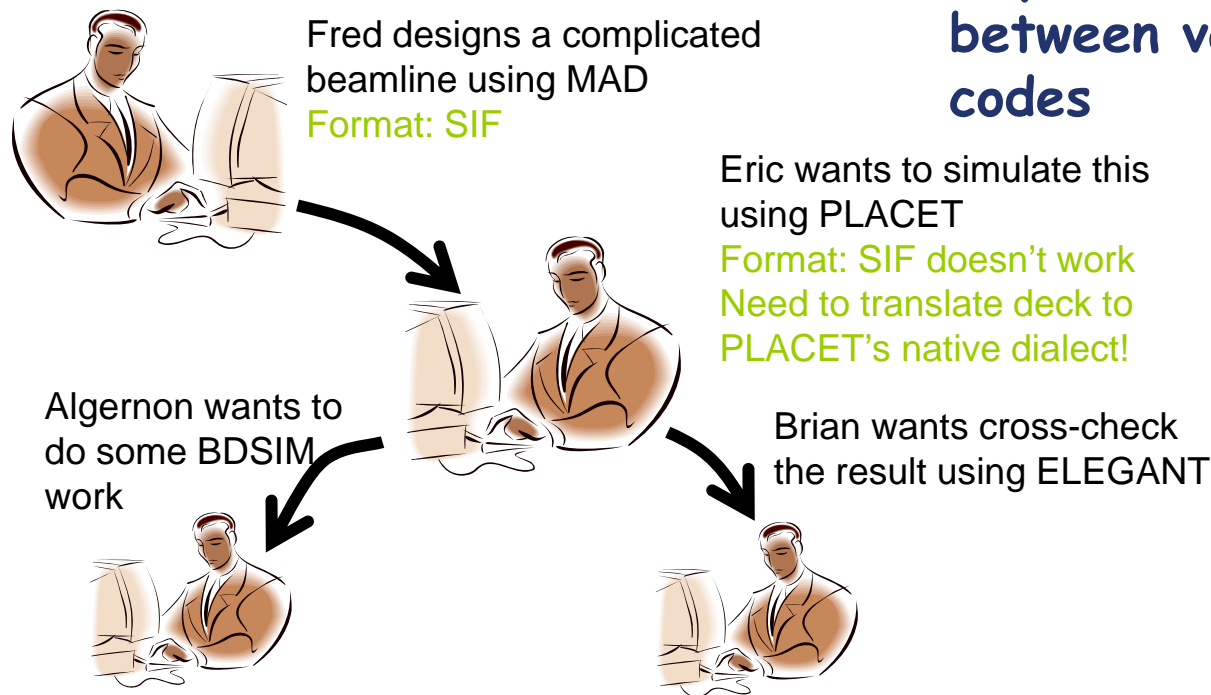 between
codes
Fred designs a complicated
beamline using MAD
Format: SIF
Eric wants to simulate this
using PLACET
Format: SIF doesn’t work
Need to translate deck to
PLACET’s native dialect!
Algernon wants to
do some BDSIM
work
Brian wants cross-check
the result using ELEGANT